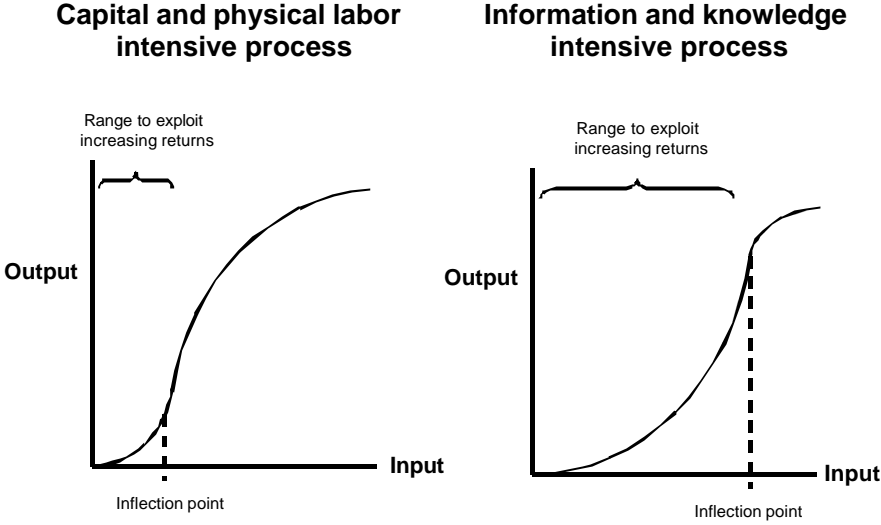 Capital and physical labor
intensive process
Range to exploit
increasing returns
Output
Input
Inflection point
Information and knowledge
intensive process
Range to exploit
increasing returns
Output
Input
Inflection point